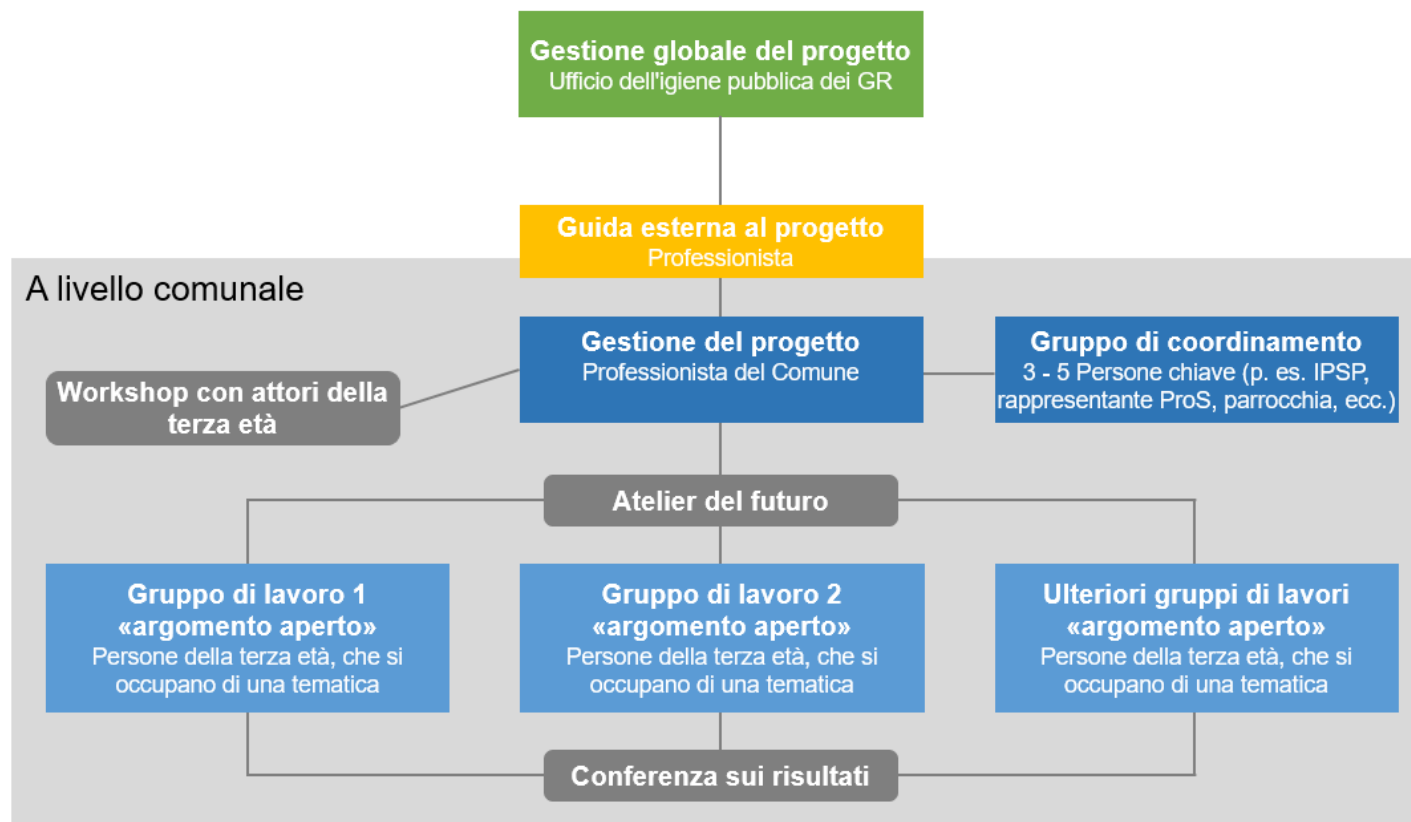 Gestione globale del progetto
Ufficio dell'igiene pubblica dei GR
Guida esterna al progetto
Professionista
A livello comunale
Gestione del progetto
Professionista del Comune
Gruppo di coordinamento
3 - 5 Persone chiave (p. es. IPSP,
rappresentante ProS, parrocchia, ecc.)
Workshop con attori della
terza età
Atelier del futuro
Gruppo di lavoro 1
«argomento aperto»
Persone della terza età, che si
occupano di una tematica
Gruppo di lavoro 2
«argomento aperto»
Persone della terza età, che si
occupano di una tematica
Ulteriori gruppi di lavori
«argomento aperto»
Persone della terza età, che si
occupano di una tematica
Conferenza sui risultati